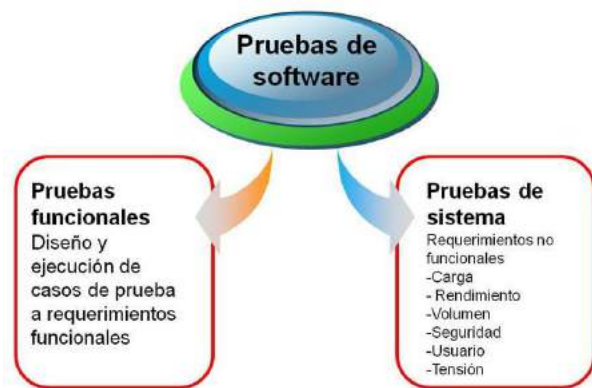 Pruebas de
software
Pruebas
funcionales
Diseño y
ejecución de
casos de prueba
a requerimientos
funcionales
Pruebas de
sistema
Requerimientos no
funcionales
-Carga
- Rendimiento
-Volumen
-Seguridad
-Usuario
-Tensión